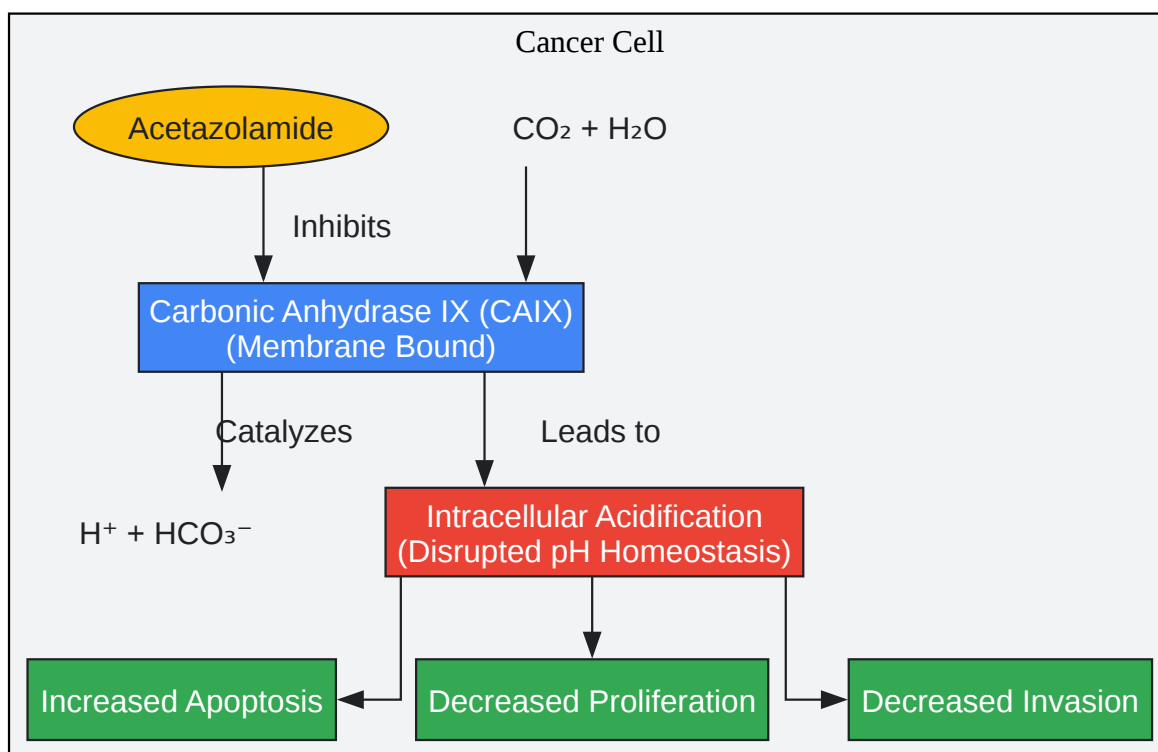 Cancer Cell
Acetazolamide
CO₂ + H₂O
Inhibits
Carbonic Anhydrase IX (CAIX)
(Membrane Bound)
Catalyzes
Leads to
H⁺ + HCO₃⁻
Intracellular Acidification
(Disrupted pH Homeostasis)
Increased Apoptosis
Decreased Proliferation
Decreased Invasion